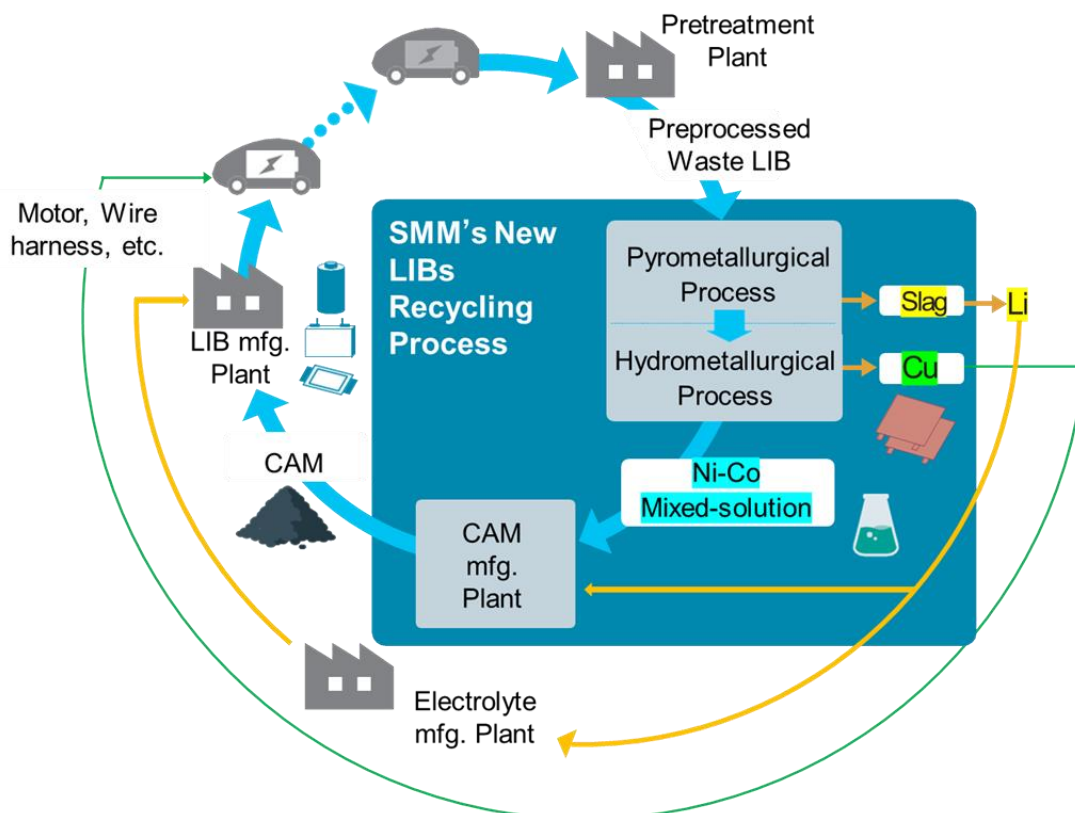 Pretreatment
Plant
Preprocessed
Waste LIB
Motor, Wire
harness, etc.
SMM's New
LIBs
Recycling
Process
Pyrometallurgical
Process
Slag
Li
Hydrometallurgical
Process
Cu
LIB mfg.
Plant
CAM
Ni-Co
Mixed-solution
CAM
mfg.
Plant
Electrolyte
mfg. Plant